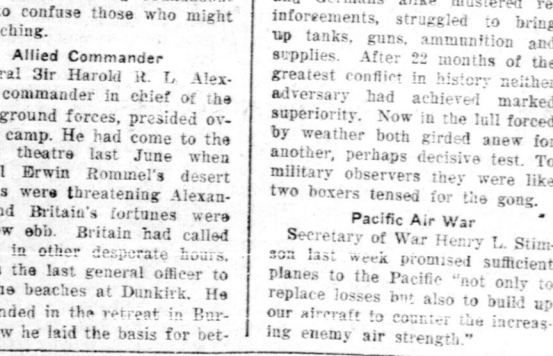 to confuse those who might
ching.
Allied Commander
ral Sir Harold R. L. Alex-
commander in chief of the
ground forces, presided ov-
camp. He had come to the
theatre last June when
l Erwin Rommel's desert
s were threatening Alexan-
nd Britain's fortunes were
w ebb. Britain had called
in other desperate hours.
the last general officer to
he beaches at Dunkirk. He
nded in the retreat in Bur-
w he laid the basis for bet-
and Germans alike mustered re
inforcements, struggled to bring
up tanks, guns, ammunition and
supplies. After 22 months of the
greatest conflict in history neither
adversary had achieved marked
superiority. Now in the lull forced
by weather both girded anew for
another, perhaps decisive test. To
military observers they were like
two boxers tensed for the gong.
Pacific Air War
Secretary of War Henry L. Stim-
son last week promised sufficient
planes to the Pacific "not only to
replace losses but also to build up
our aircraft to counter the increas-
ing enemy air strength."